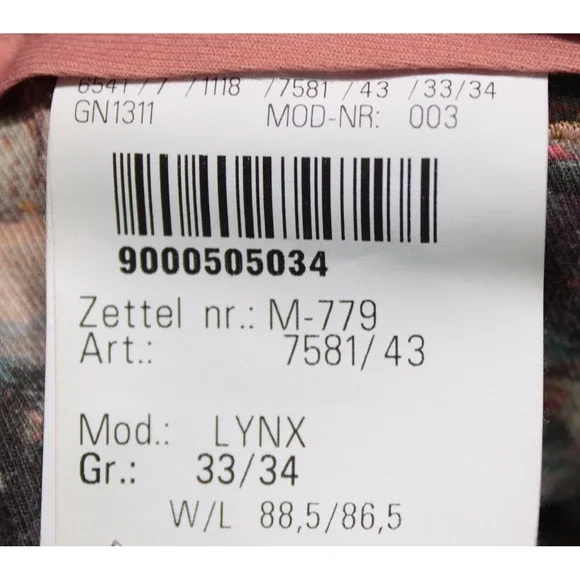 6541 / 7 / 1118 / 7581 / 43 / 33/34
GN1311 MOD-NR: 003
9000505034
Zettel nr.: M-779
Art.: 7581/43
Mod.: LYNX
Gr.: 33/34
W/L 88,5/86,5